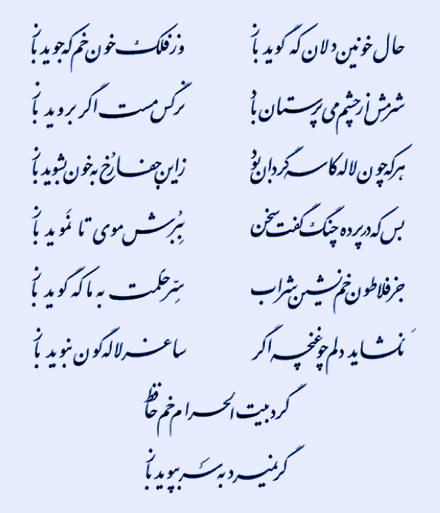 حال خونین دلان که گوید باز وز فلک خون خم که جوید باز
شرمش از چشم می پرستان باد نرگس مست اگر بروید باز
هر که چون لاله کاسه گردان بود زاین جفا رخ به خون بشوید باز
بس که در پرده چنگ گفت سخن ببرش موی تا نموید باز
جز فلاطون خم نشین شراب سر حکمت به ما که گوید باز
نگشاید دلم چو غنچه اگر ساغر لاله گون نبوید باز
گرد بیت الحرام خم حافظ
گر نمیرد به سر بپوید باز